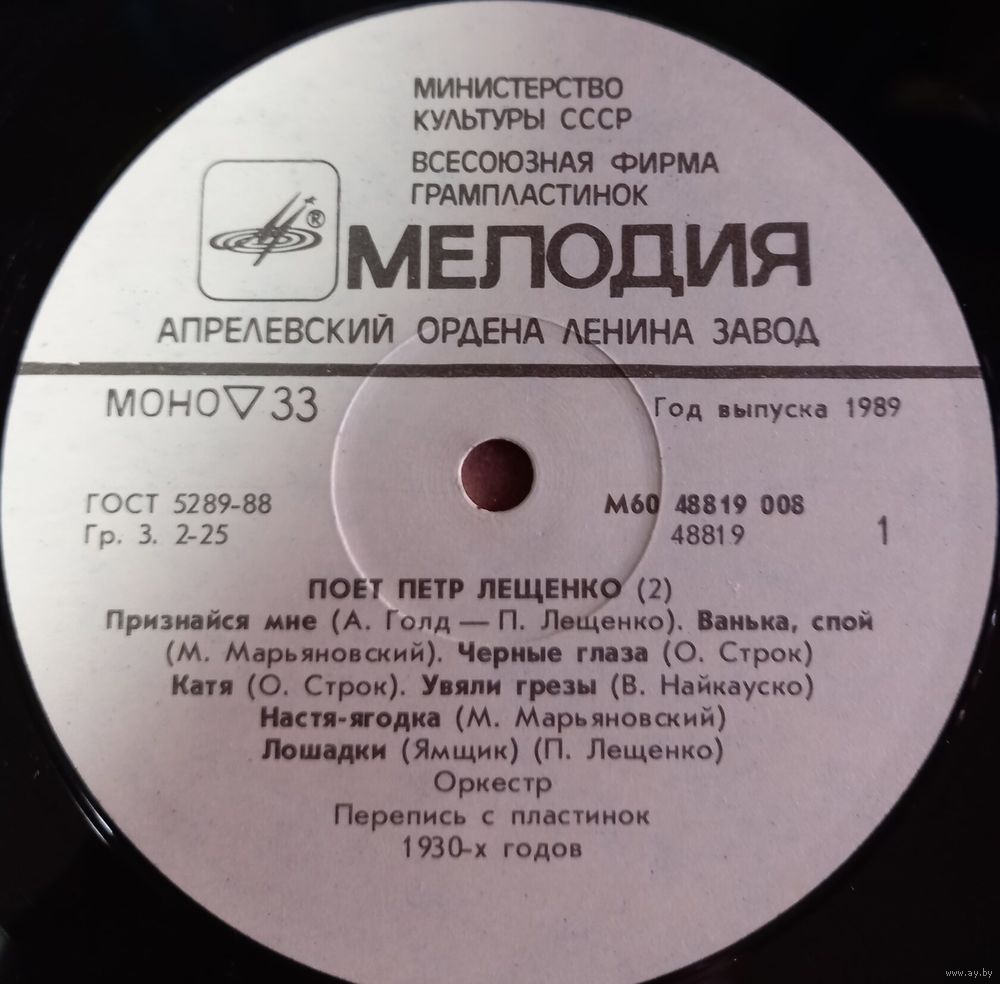 МИНИСТЕРСТВО
КУЛЬТУРЫ СССР
ВСЕСОЮЗНАЯ ФИРМА
ГРАМПЛАСТИНОК
®
МЕЛОДИЯ
АПРЕЛЕВСКИЙ ОРДЕНА ЛЕНИНА ЗАВОД
МОНО ▽ 33
Год выпуска 1989
ГОСТ 5289-88
Гр. 3. 2-25
М60 48819 008
48819
1
ПОЕТ ПЕТР ЛЕЩЕНКО (2)
Признайся мне (А. Голд — П. Лещенко). Ванька, спой
(М. Марьяновский). Черные глаза (О. Строк)
Катя (О. Строк). Увяли грезы (В. Найкауско)
Настя-ягодка (М. Марьяновский)
Лошадки (Ямщик) (П. Лещенко)
Оркестр
Перепись с пластинок
1930-х годов
www.ay.by